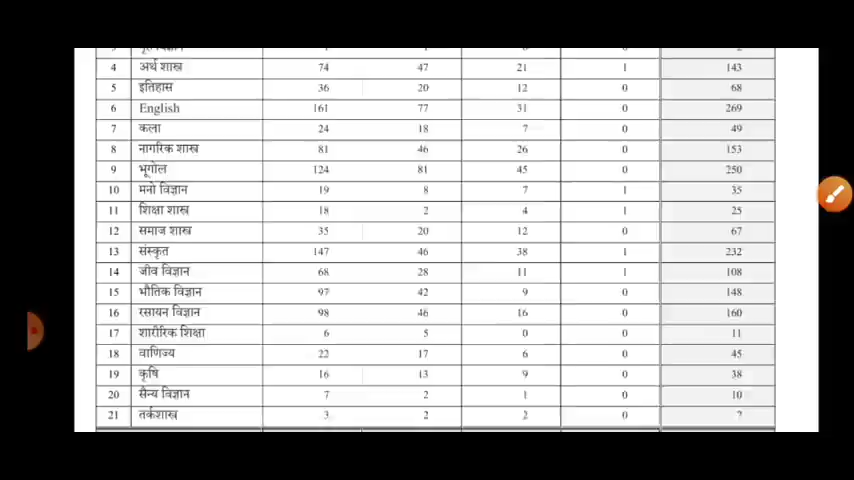 4 अर्थ शास्त्र 74 47 21 1 143
5 इतिहास 36 20 12 0 68
6 English 161 77 31 0 269
7 कला 24 18 7 0 49
8 नागरिक शास्त्र 81 46 26 0 153
9 भूगोल 124 81 45 0 250
10 मनो विज्ञान 19 8 7 1 35
11 शिक्षा शास्त्र 18 2 4 1 25
12 समाज शास्त्र 35 20 12 0 67
13 संस्कृत 147 46 38 1 232
14 जीव विज्ञान 68 28 11 1 108
15 भौतिक विज्ञान 97 42 9 0 148
16 रसायन विज्ञान 98 46 16 0 160
17 शारीरिक शिक्षा 6 5 0 0 11
18 वाणिज्य 22 17 6 0 45
19 कृषि 16 13 9 0 38
20 सैन्य विज्ञान 7 2 1 0 10
21 तर्कशास्त्र 3 2 2 0